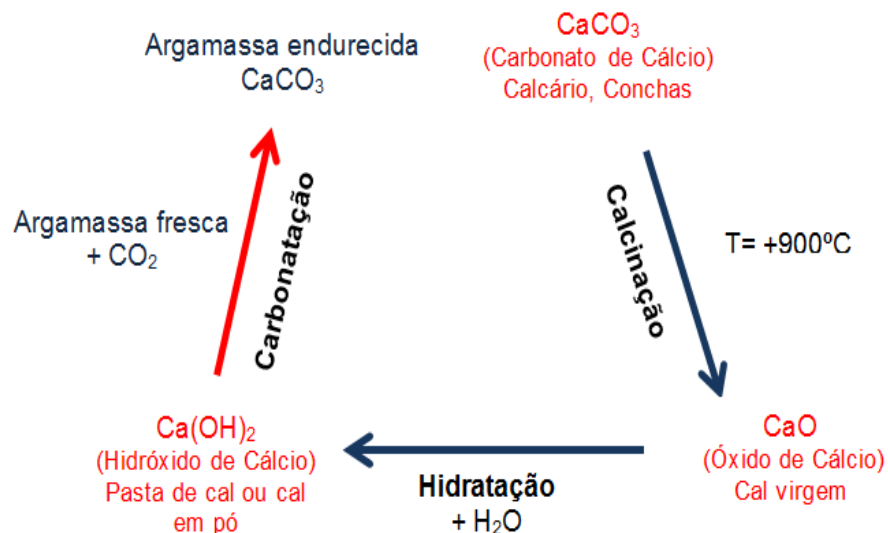 Argamassa endurecida
CaCO₃
CaCO₃
(Carbonato de Cálcio)
Calcário, Conchas
Argamassa fresca
+ CO₂
Carbonatação
Calcinação
T= +900ºC
Ca(OH)₂
(Hidróxido de Cálcio)
Pasta de cal ou cal
em pó
Hidratação
+ H₂O
CaO
(Óxido de Cálcio)
Cal virgem